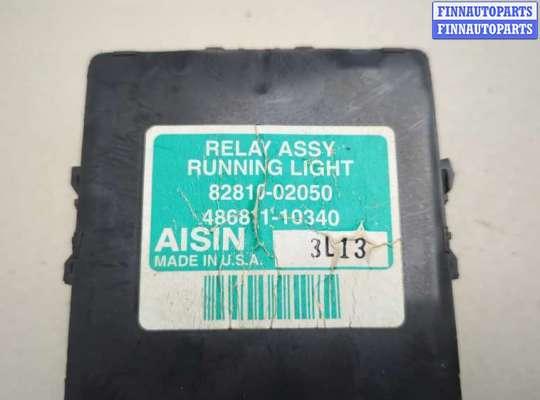 FINNAUTOPARTS
FINNAUTOPARTS
RELAY ASSY
RUNNING LIGHT
82810-02050
486811-10340
AISIN 3L13
MADE IN U.S.A.